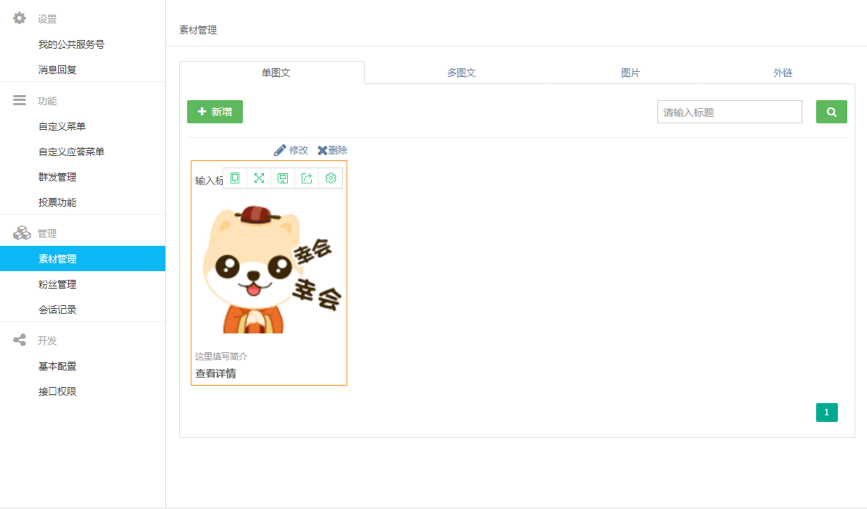 设置
我的公共服务号
消息回复
功能
自定义菜单
自定义应答菜单
群发管理
投票功能
管理
素材管理
粉丝管理
会话记录
开发
基本配置
接口权限
素材管理
单图文 多图文 图片 外链
新增 请输入标题
修改 删除
输入标
幸会
幸会
这里填写简介
查看详情
1